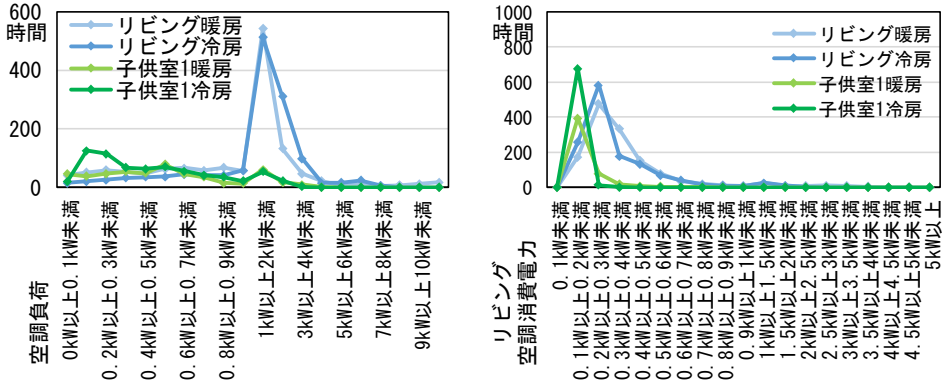 600
時間
400
200
0
リビング暖房
リビング冷房
子供室1暖房
子供室1冷房
空調負荷
0kW以上0.1kW未満
0.2kW以上0.3kW未満
0.4kW以上0.5kW未満
0.6kW以上0.7kW未満
0.8kW以上0.9kW未満
1kW以上2kW未満
3kW以上4kW未満
5kW以上6kW未満
7kW以上8kW未満
9kW以上10kW未満
1000
時間
800
600
400
200
0
リビング暖房
リビング冷房
子供室1暖房
子供室1冷房
リビング
空調消費電力
0.1kW未満
0.1kW以上0.2kW未満
0.2kW以上0.3kW未満
0.3kW以上0.4kW未満
0.4kW以上0.5kW未満
0.5kW以上0.6kW未満
0.6kW以上0.7kW未満
0.7kW以上0.8kW未満
0.8kW以上0.9kW未満
0.9kW以上1kW未満
1kW以上1.5kW未満
1.5kW以上2kW未満
2kW以上2.5kW未満
2.5kW以上3kW未満
3kW以上3.5kW未満
3.5kW以上4kW未満
4kW以上4.5kW未満
4.5kW以上5kW未満
5kW以上